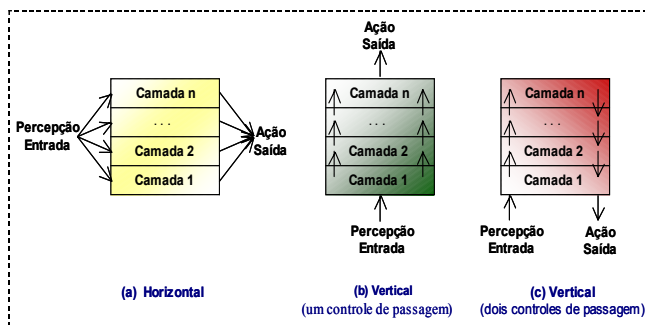 Percepção
Entrada
Camada n
. . .
Camada 2
Camada 1
Ação
Saída
(a) Horizontal
Ação
Saída
Camada n
...
Camada 2
Camada 1
Percepção
Entrada
(b) Vertical
(um controle de passagem)
Camada n
...
Camada 2
Camada 1
Percepção
Entrada
Ação
Saída
(c) Vertical
(dois controles de passagem)